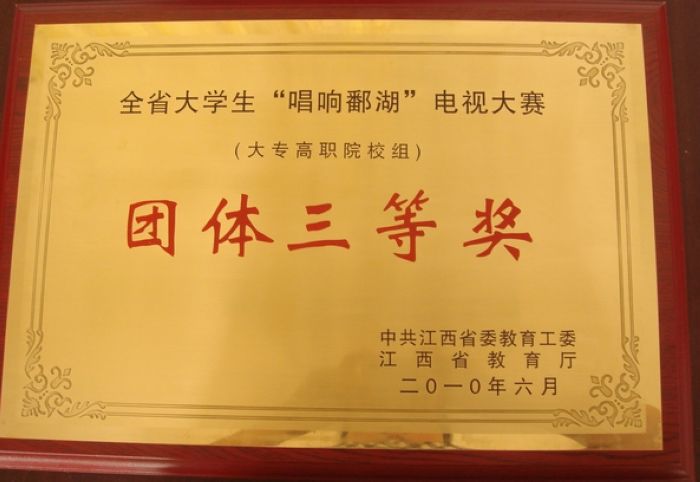 全省大学生“唱响鄱湖”电视大赛
（大专高职院校组）
团体三等奖
中共江西省委教育工委
江西省教育厅
二〇一〇年六月